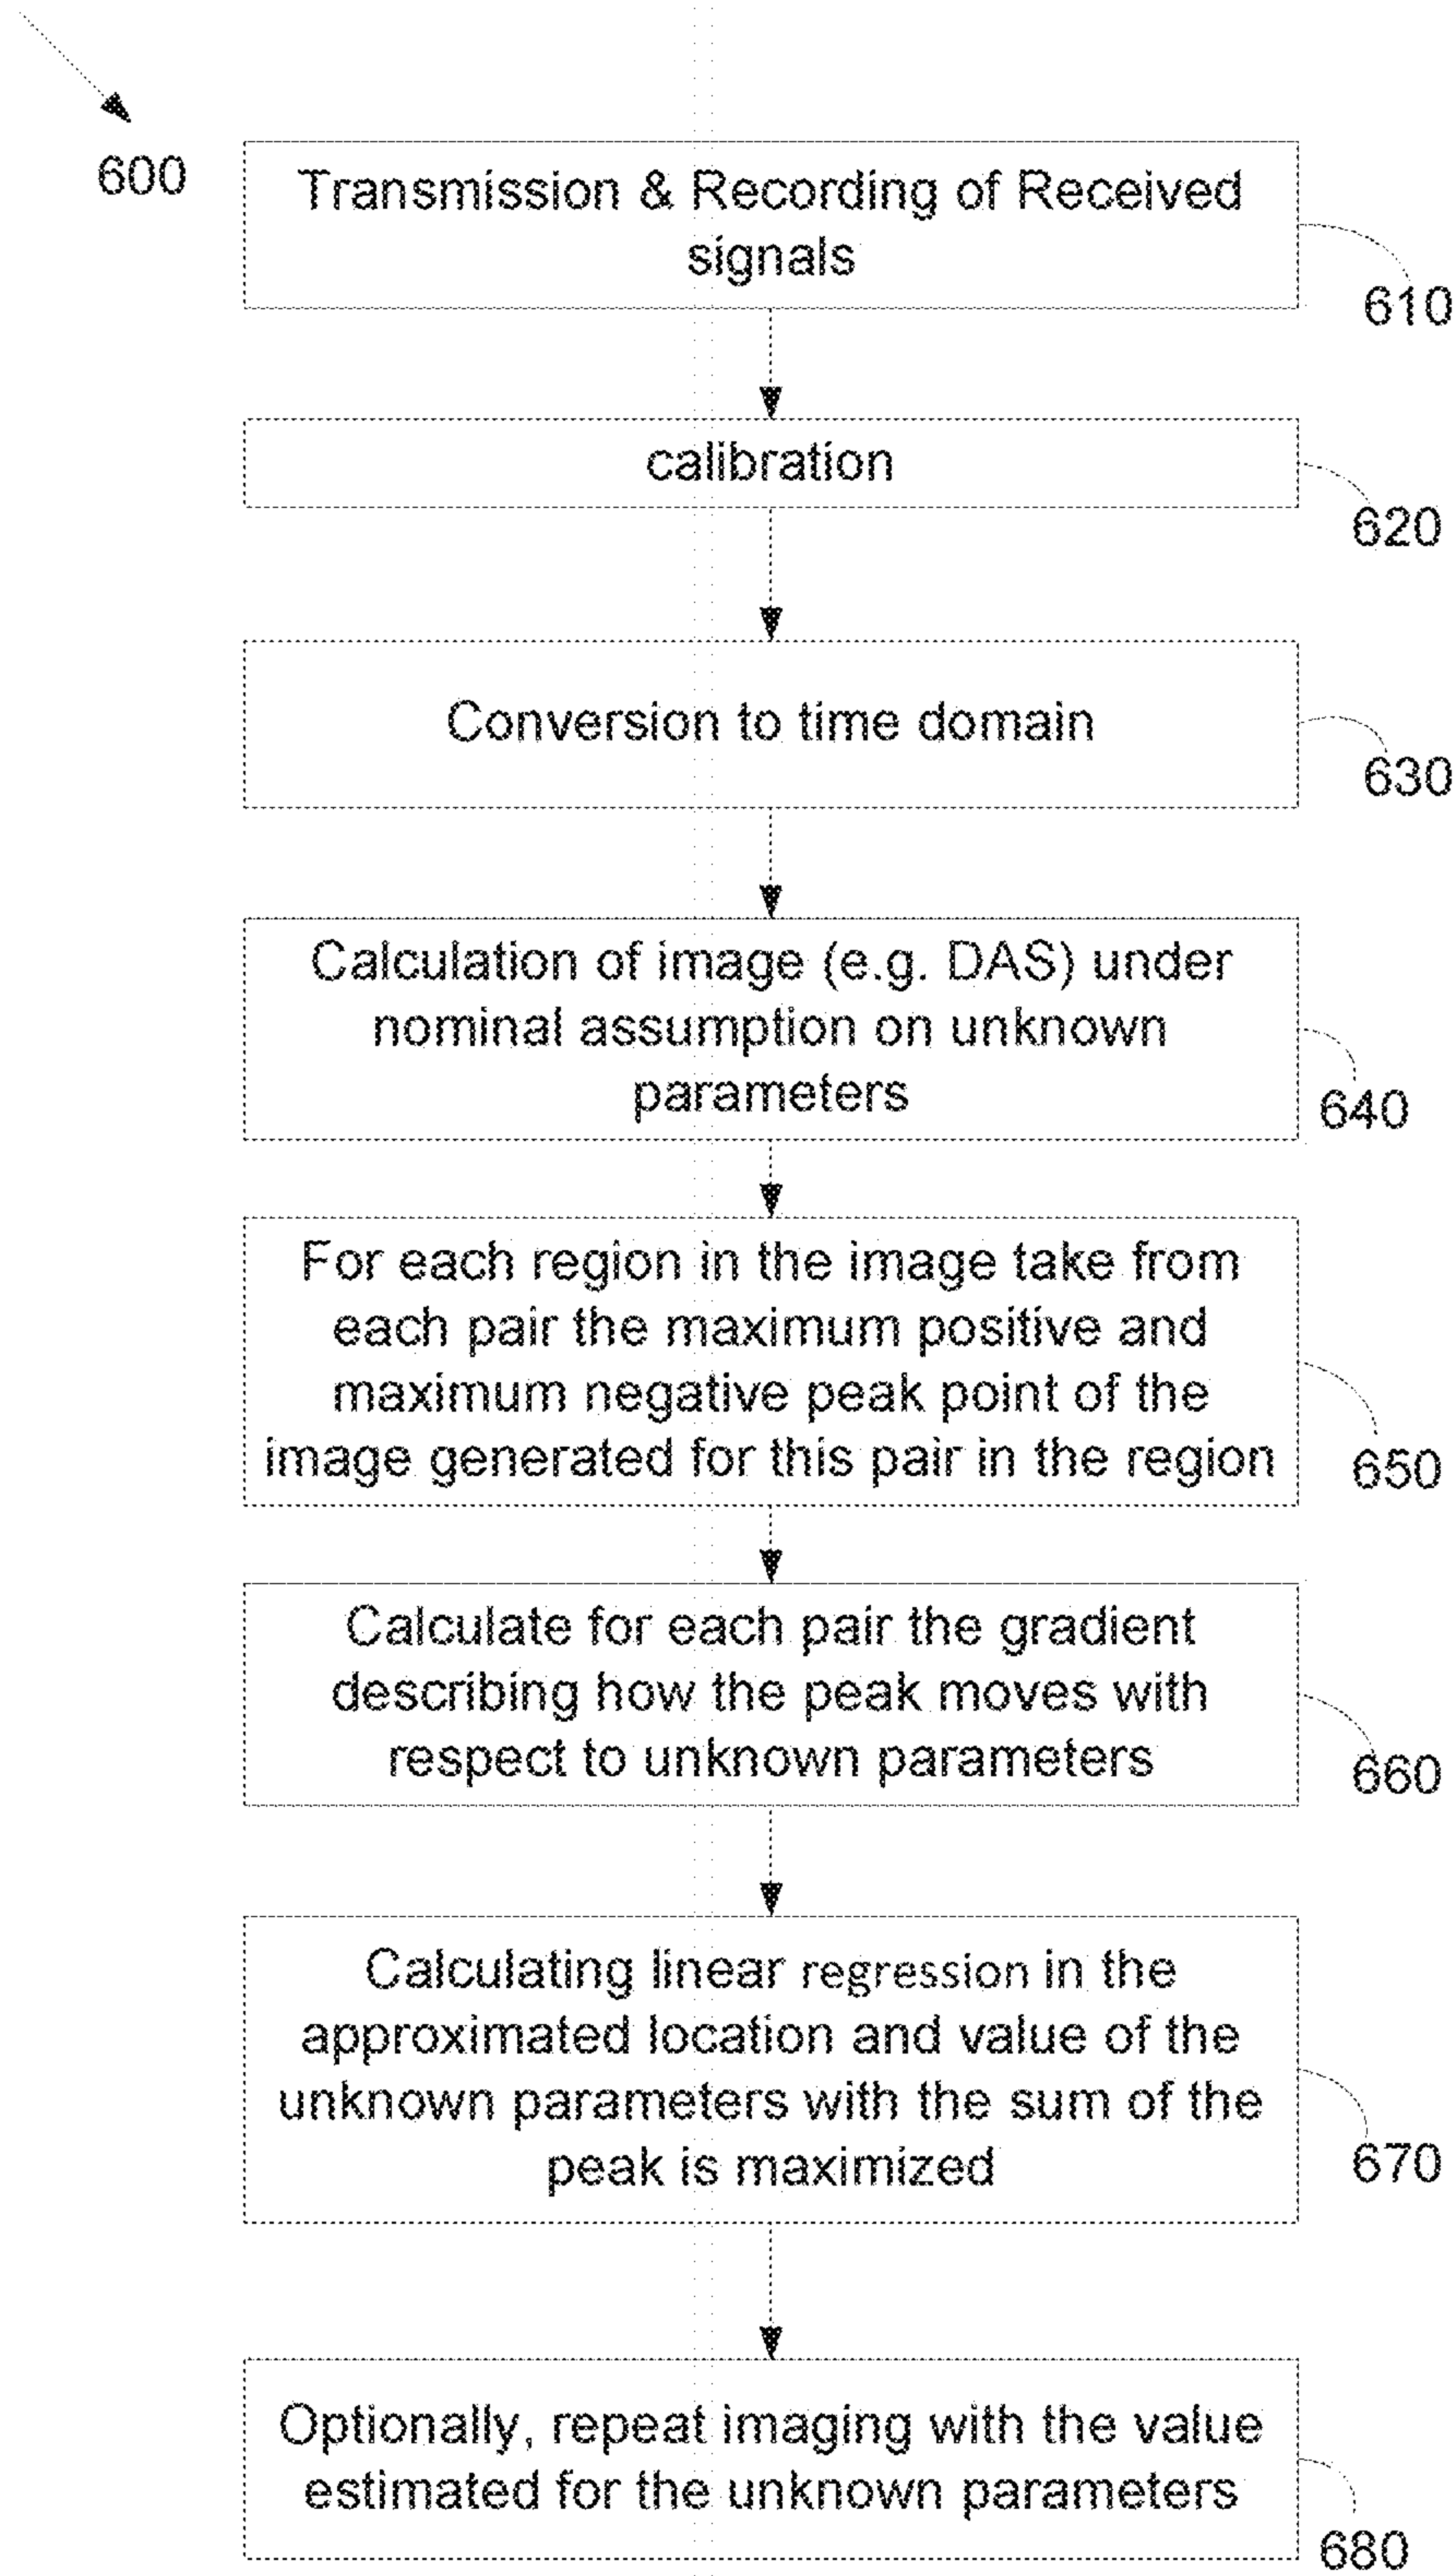 600
Transmission & Recording of Received
signals
610
calibration
620
Conversion to time domain
630
Calculation of image (e.g. DAS) under
nominal assumption on unknown
parameters
640
For each region in the image take from
each pair the maximum positive and
maximum negative peak point of the
image generated for this pair in the region
650
Calculate for each pair the gradient
describing how the peak moves with
respect to unknown parameters
660
Calculating linear regression in the
approximated location and value of the
unknown parameters with the sum of the
peak is maximized
670
Optionally, repeat imaging with the value
estimated for the unknown parameters
680